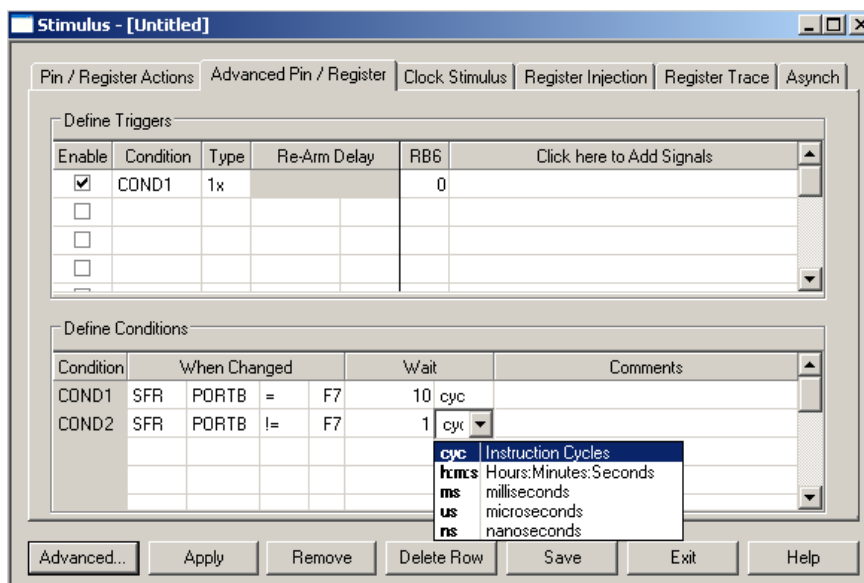 Stimulus - [Untitled]
Pin / Register Actions Advanced Pin / Register Clock Stimulus Register Injection Register Trace Asynch
Define Triggers
Enable Condition Type Re-Arm Delay RB6 Click here to Add Signals
COND1 1x 0
Define Conditions
Condition When Changed Wait Comments
COND1 SFR PORTB = F7 10 cyc
COND2 SFR PORTB != F7 1 cyc
cyc Instruction Cycles
h:m:s Hours:Minutes:Seconds
ms milliseconds
us microseconds
ns nanoseconds
Advanced... Apply Remove Delete Row Save Exit Help